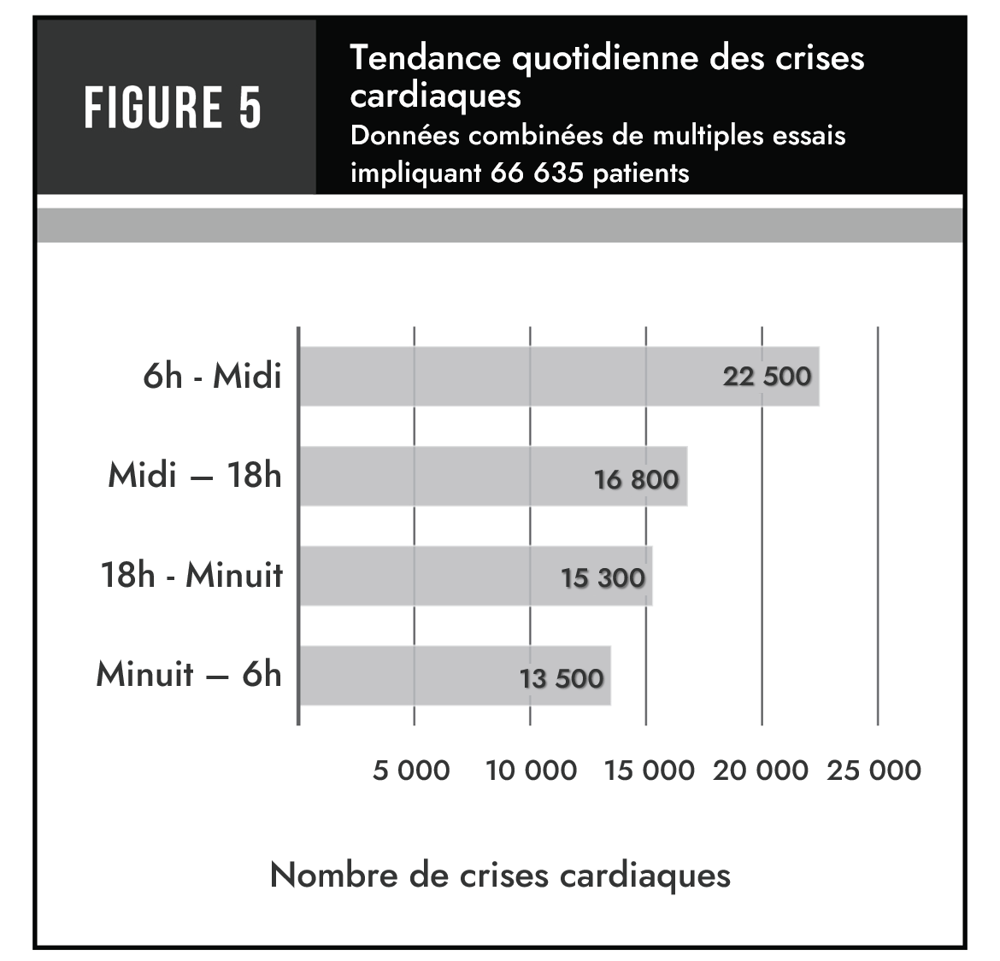 FIGURE 5
Tendance quotidienne des crises
cardiaques
Données combinées de multiples essais
impliquant 66 635 patients
6h - Midi
22 500
Midi – 18h
16 800
18h - Minuit
15 300
Minuit – 6h
13 500
5 000 10 000 15 000 20 000 25 000
Nombre de crises cardiaques